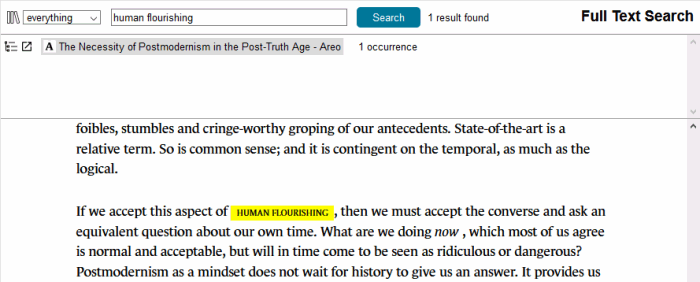 everything human flourishing Search 1 result found Full Text Search
A The Necessity of Postmodernism in the Post-Truth Age - Areo 1 occurrence
foibles, stumbles and cringe-worthy groping of our antecedents. State-of-the-art is a
relative term. So is common sense; and it is contingent on the temporal, as much as the
logical.
If we accept this aspect of HUMAN FLOURISHING , then we must accept the converse and ask an
equivalent question about our own time. What are we doing now , which most of us agree
is normal and acceptable, but will in time come to be seen as ridiculous or dangerous?
Postmodernism as a mindset does not wait for history to give us an answer. It provides us